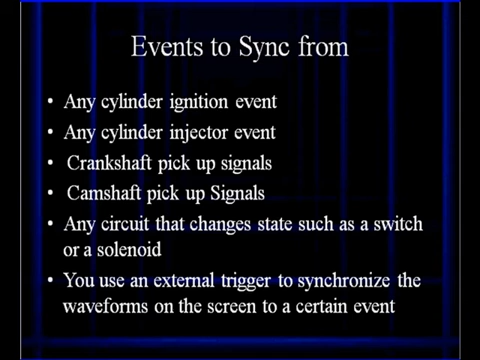 Events to Sync from
• Any cylinder ignition event
• Any cylinder injector event
• Crankshaft pick up signals
• Camshaft pick up Signals
• Any circuit that changes state such as a switch
or a solenoid
• You use an external trigger to synchronize the
waveforms on the screen to a certain event